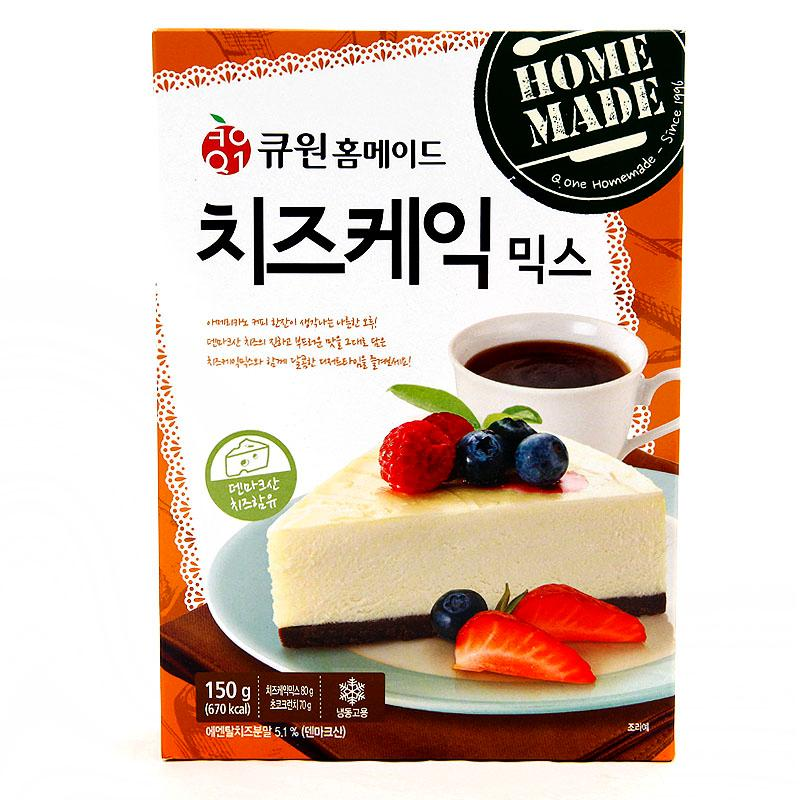 HOME
MADE
Q.one Homemade - Since 1996
큐원
Q1
큐원 홈메이드
치즈케익 믹스
아메리카노 커피 한잔이 생각나는 나른한 오후!
덴마크산 치즈의 진하고 부드러운 맛을 그대로 담은
치즈케익믹스와 함께 달콤한 디저트타임을 즐겨보세요!
덴마크산
치즈함유
150 g
(670 kcal)
치즈케익믹스 80 g
초코크런치 70 g
냉동고용
에멘탈치즈분말 5.1 % (덴마크산)
조리예